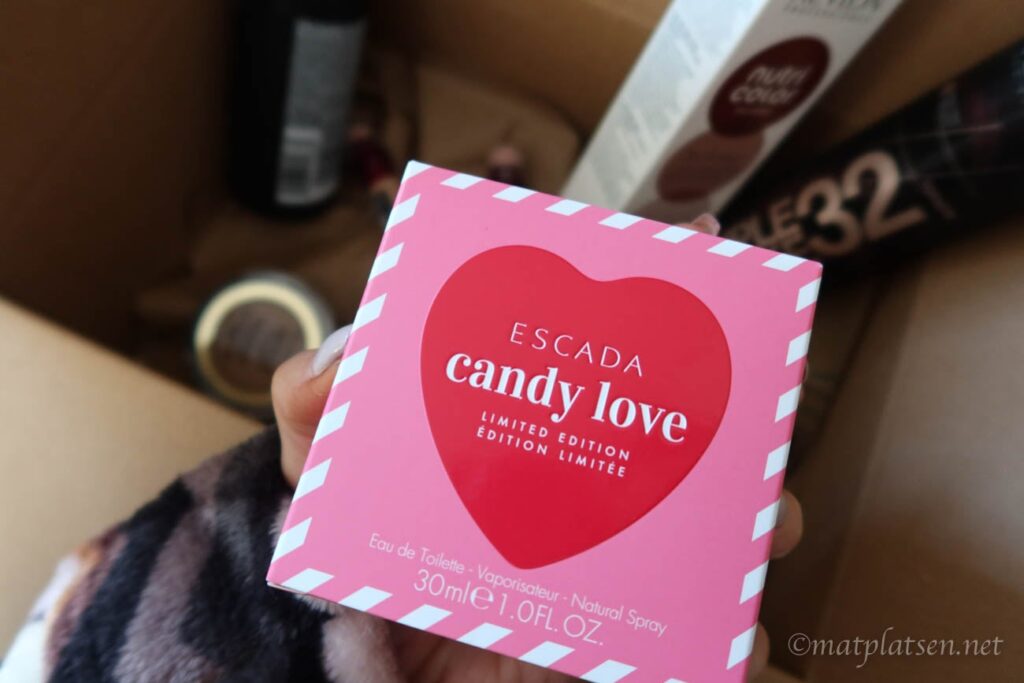 nutri
color
32
ESCADA
candy love
LIMITED EDITION
ÉDITION LIMITÉE
Eau de Toilette - Vaporisateur - Natural Spray
30ml e 1.0FL.OZ.
©matplatsen.net